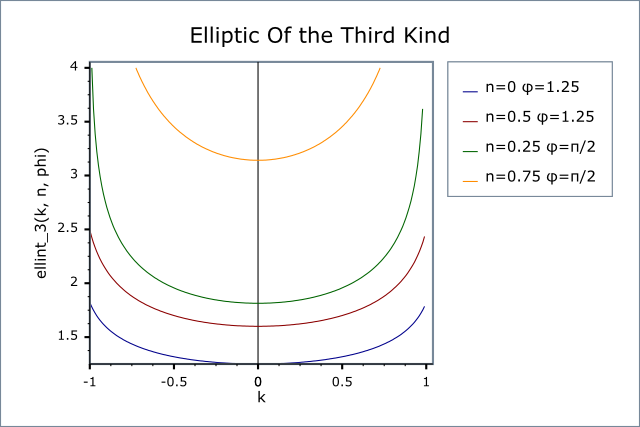 Elliptic Of the Third Kind
n=0 φ=1.25
n=0.5 φ=1.25
n=0.25 φ=π/2
n=0.75 φ=π/2
ellint_3(k, n, phi)
4
3.5
3
2.5
2
1.5
-1 -0.5 0 0.5 1
k